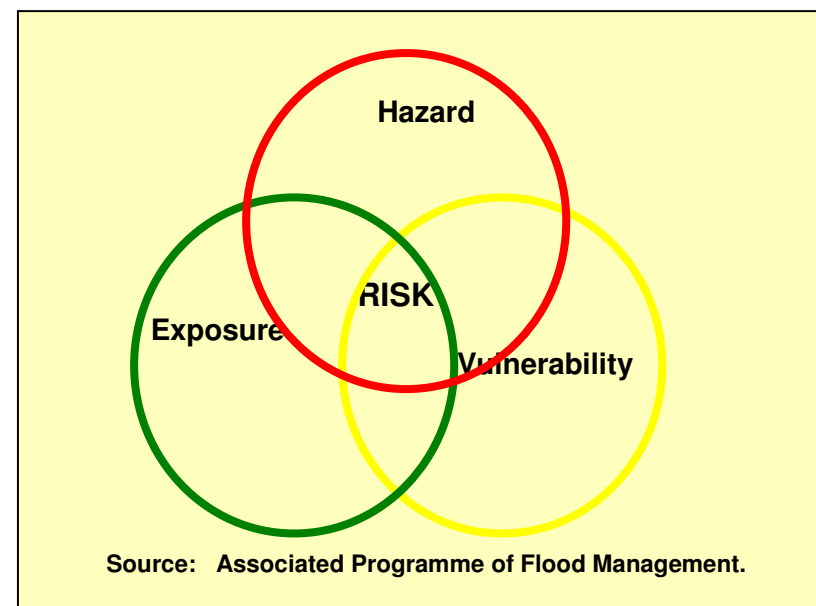 Hazard
RISK
Exposure
Vulnerability
Source: Associated Programme of Flood Management.